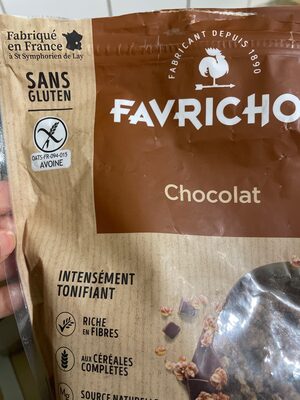 Fabriqué
en France
à St Symphorien de Lay
FABRICANT DEPUIS 1890
FAVRICHO
SANS
GLUTEN
OATS-FR-094-015
AVOINE
Chocolat
INTENSÉMENT
TONIFIANT
RICHE
EN FIBRES
AUX CÉRÉALES
COMPLÈTES
SOURCE NATURELLE